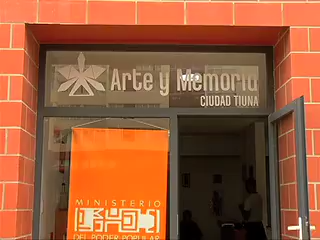 Arte y Memoria
CIUDAD TIUNA
MINISTERIO
DEL PODER POPULAR